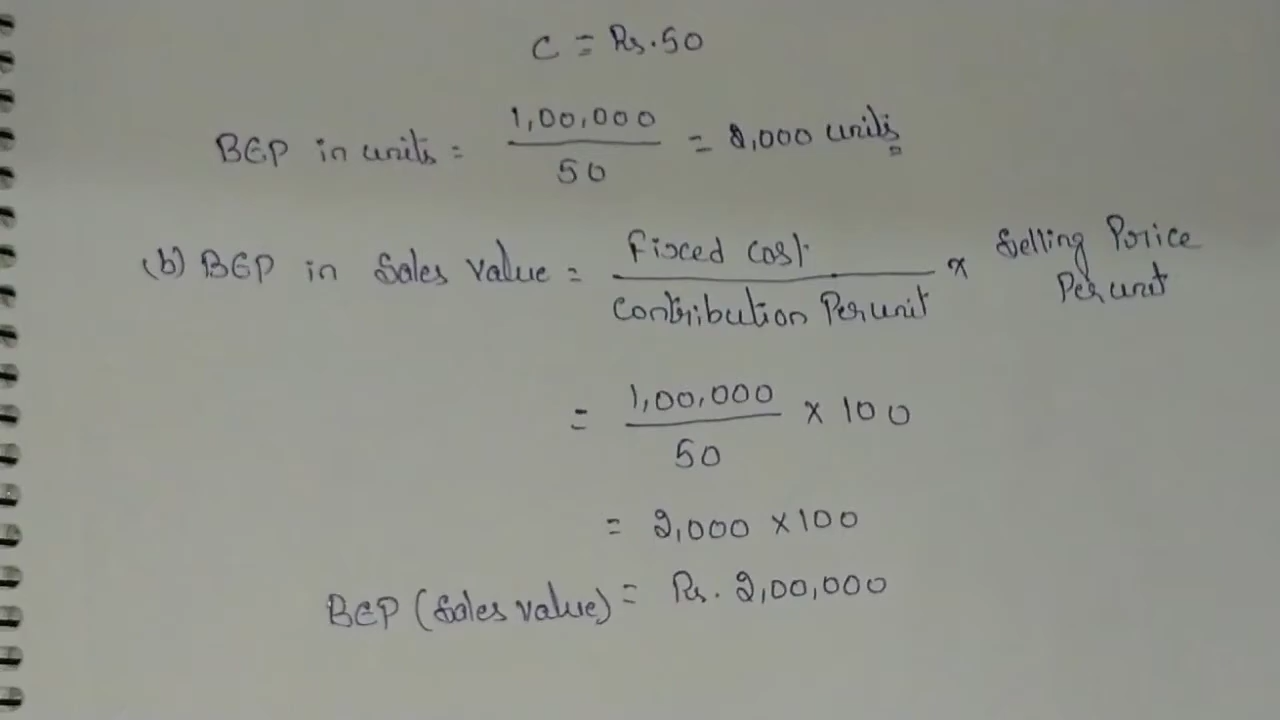 C = Rs.50
BEP in units = 1,00,000 / 50 = 2,000 units
(b) BEP in Sales value = Fixed cost / Contribution Per unit × Selling Price Per unit
= 1,00,000 / 50 × 100
= 2,000 × 100
BEP (Sales value) = Rs. 2,00,000